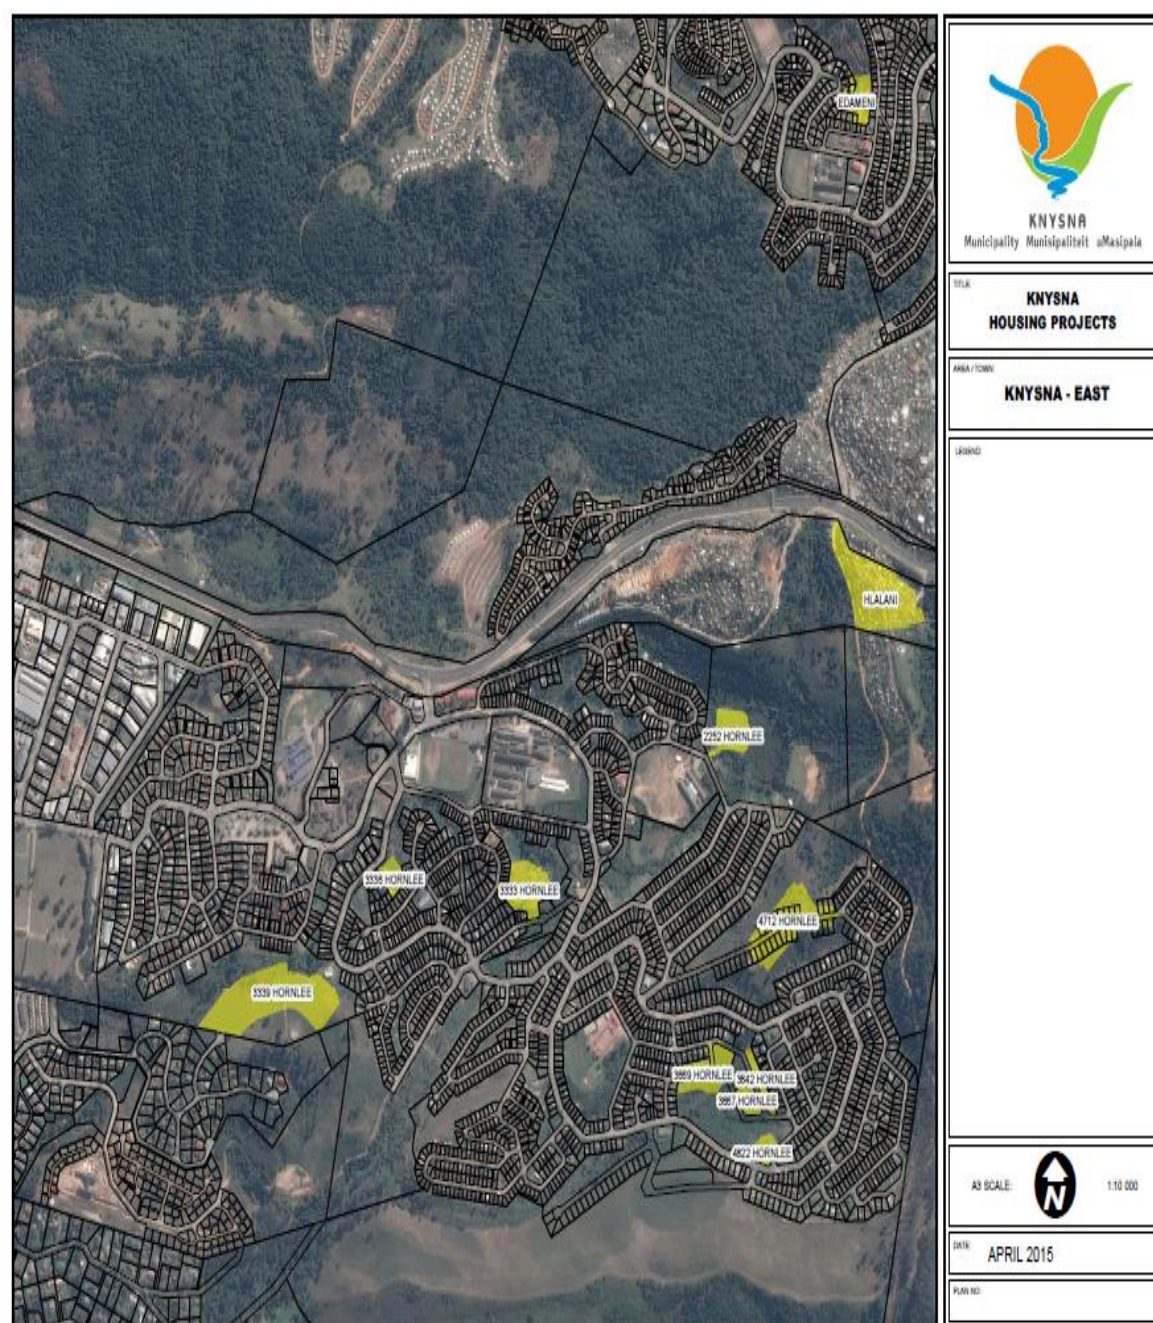 EDAMENI
HLALANI
2252 HORNLEE
3338 HORNLEE
3333 HORNLEE
4712 HORNLEE
3339 HORNLEE
3669 HORNLEE
3642 HORNLEE
3667 HORNLEE
4822 HORNLEE
KNYSNA
Municipality Munisipaliteit uMasipala
TITLE:
KNYSNA
HOUSING PROJECTS
AREA / TOWN:
KNYSNA - EAST
LEGEND:
A3 SCALE:
N
1:10 000
DATE:
APRIL 2015
PLAN NO: